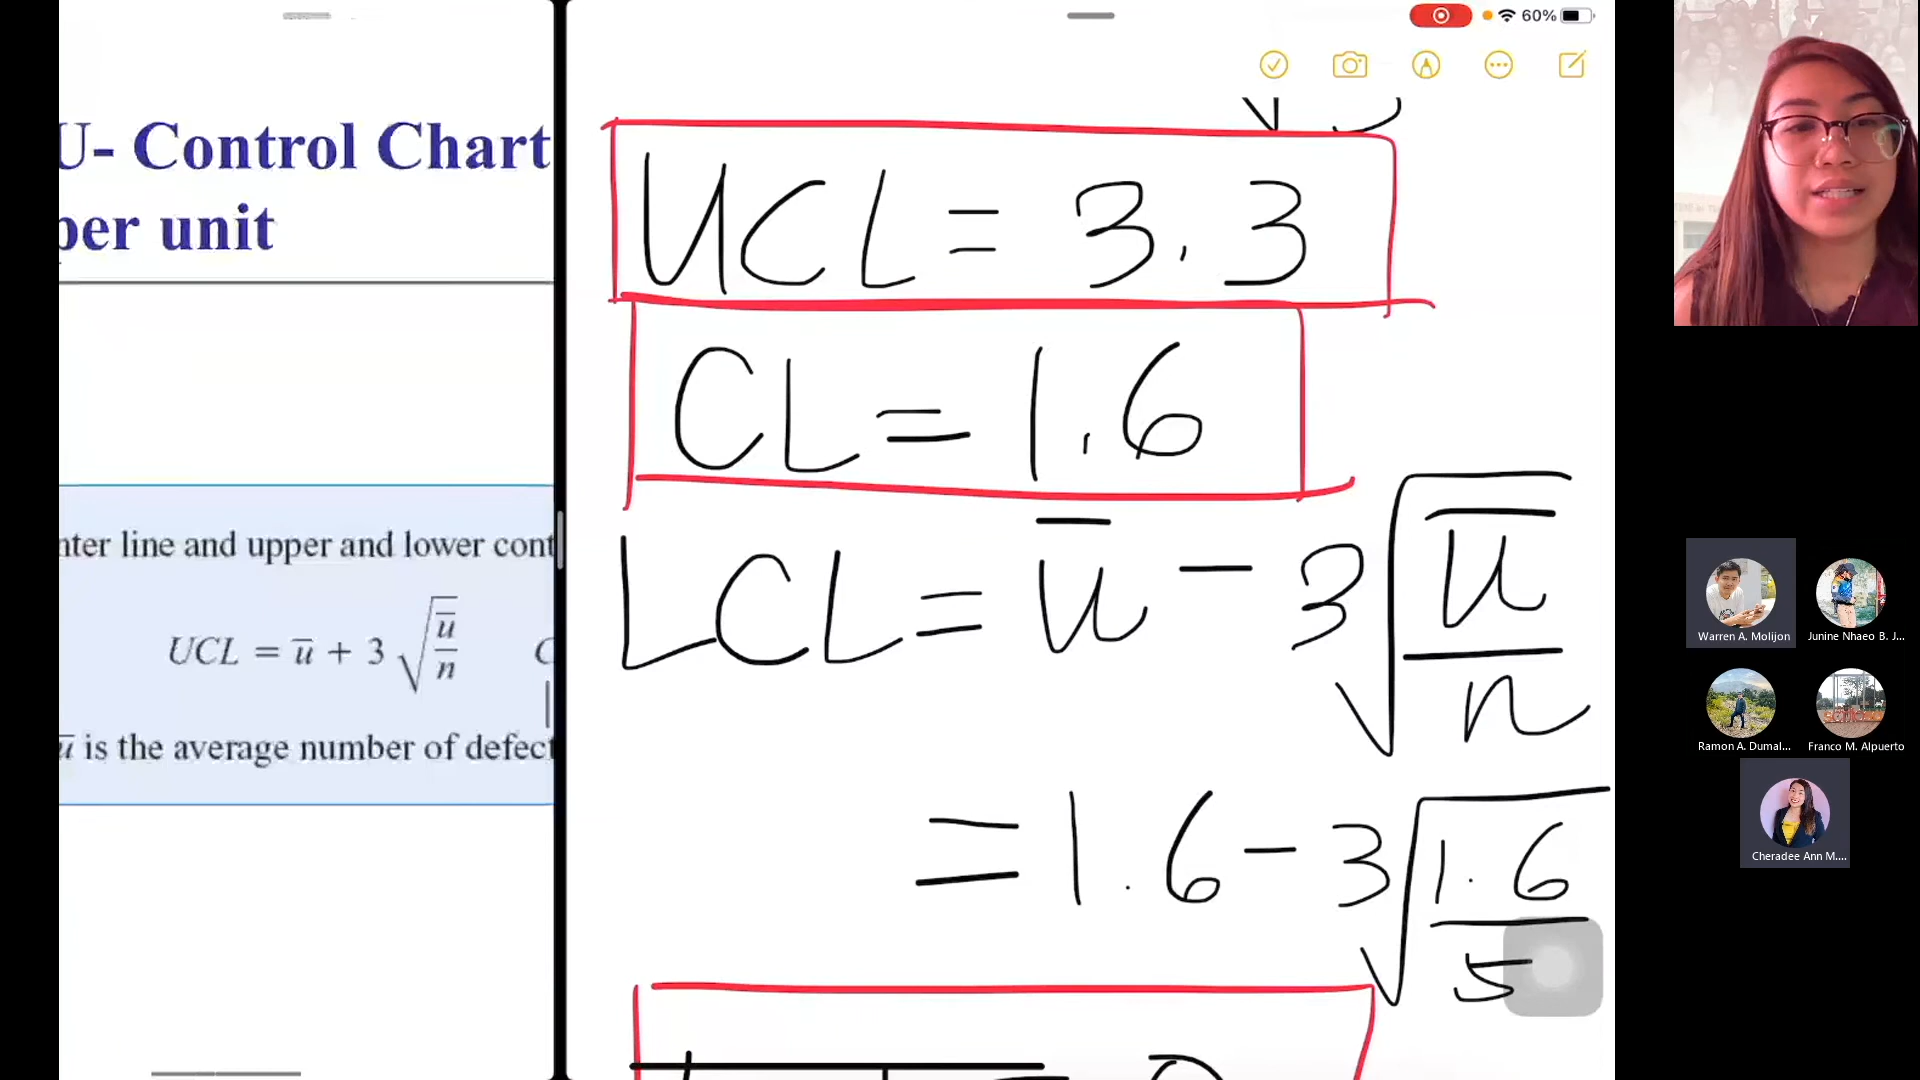 60%
U- Control Chart
per unit
nter line and upper and lower cont
UCL = u̅ + 3 √(u̅/n)
u̅ is the average number of defect
UCL = 3.3
CL = 1.6
LCL = u̅ - 3√(u̅/n)
= 1.6 - 3√(1.6/5)
Warren A. Molijon
Junine Nhaeo B. J...
Ramon A. Dumal...
Franco M. Alpuerto
Cheradee Ann M....